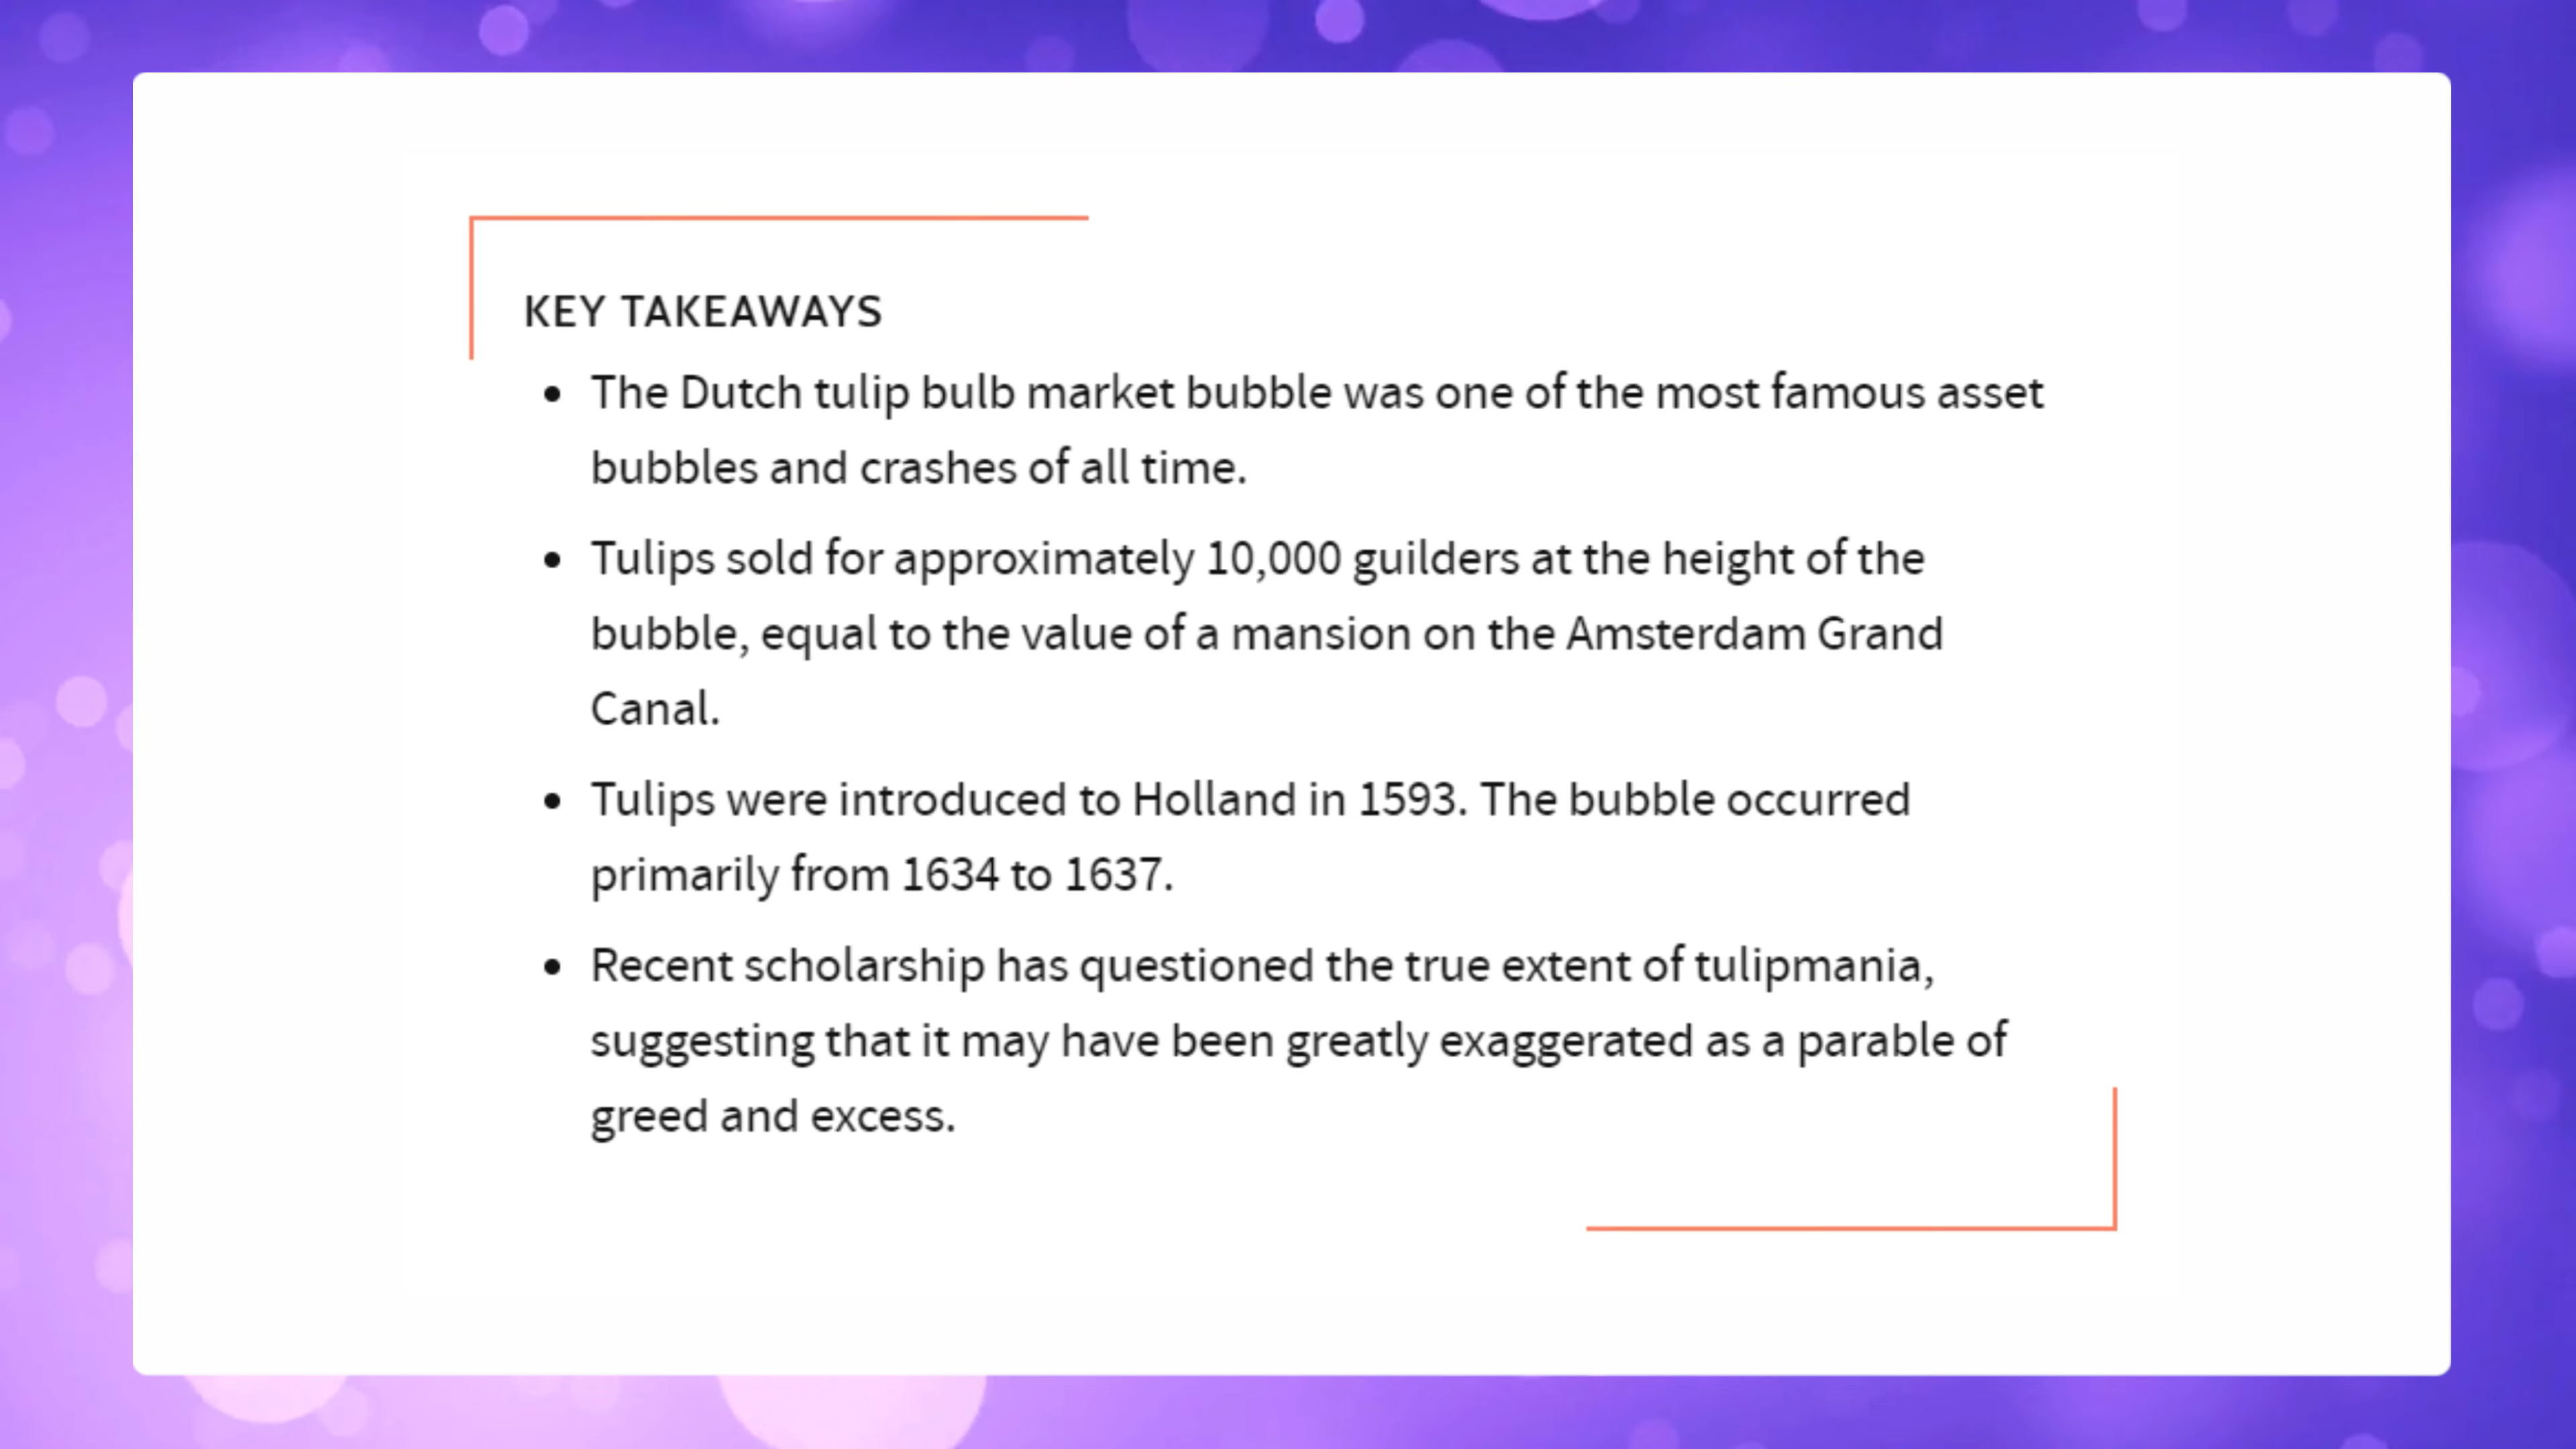 KEY TAKEAWAYS
• The Dutch tulip bulb market bubble was one of the most famous asset
bubbles and crashes of all time.
• Tulips sold for approximately 10,000 guilders at the height of the
bubble, equal to the value of a mansion on the Amsterdam Grand
Canal.
• Tulips were introduced to Holland in 1593. The bubble occurred
primarily from 1634 to 1637.
• Recent scholarship has questioned the true extent of tulipmania,
suggesting that it may have been greatly exaggerated as a parable of
greed and excess.